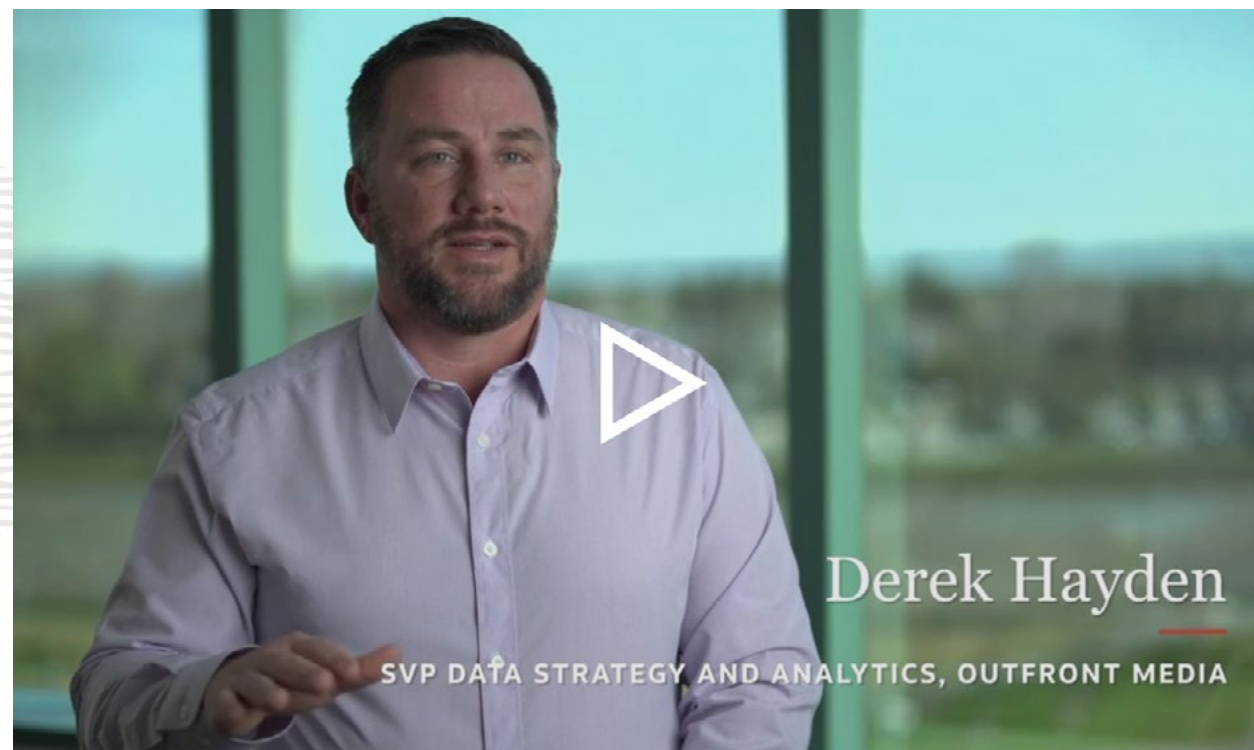 Derek Hayden
SVP DATA STRATEGY AND ANALYTICS, OUTFRONT MEDIA